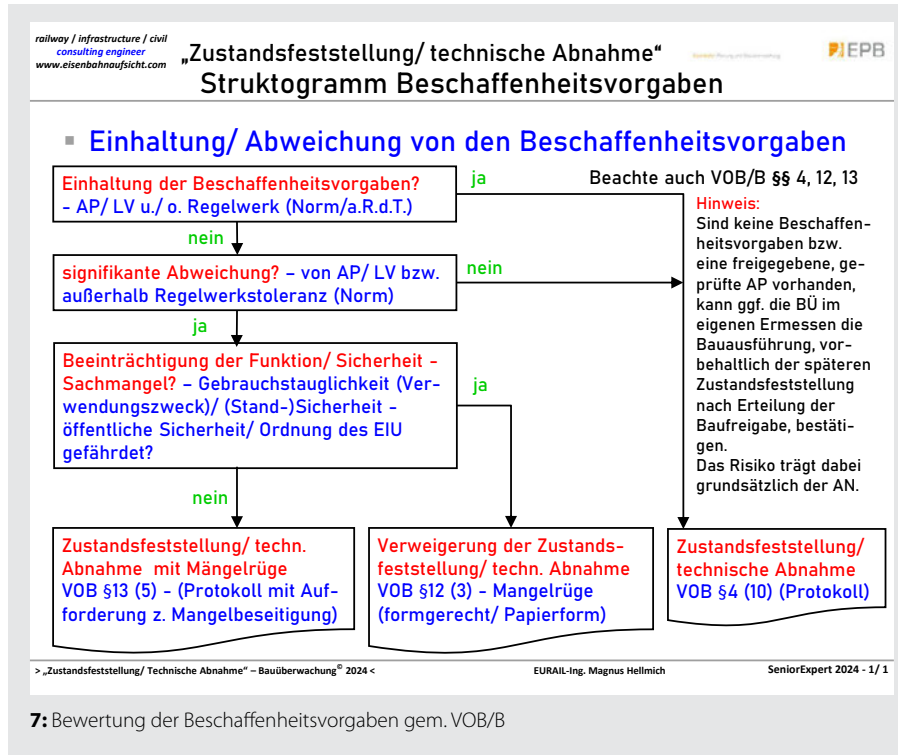 railway / infrastructure / civil
consulting engineer
www.eisenbahnaufsicht.com
„Zustandsfeststellung/ technische Abnahme“
Struktogramm Beschaffenheitsvorgaben
EPB
Einhaltung/ Abweichung von den Beschaffenheitsvorgaben
Einhaltung der Beschaffenheitsvorgaben?
– AP/ LV u./ o. Regelwerk (Norm/a.R.d.T.)
ja
Beachte auch VOB/B §§ 4, 12, 13
Hinweis:
Sind keine Beschaffen-
heitsvorgaben bzw.
eine freigegebene, ge-
prüfte AP vorhanden,
kann ggf. die BÜ im
eigenen Ermessen die
Bauausführung, vor-
behaltlich der späteren
Zustandsfeststellung
nach Erteilung der
Baufreigabe, bestäti-
gen.
Das Risiko trägt dabei
grundsätzlich der AN.
nein
signifikante Abweichung? – von AP/ LV bzw.
außerhalb Regelwerkstoleranz (Norm)
nein
ja
Beeinträchtigung der Funktion/ Sicherheit -
Sachmangel? – Gebrauchstauglichkeit (Ver-
wendungszweck)/ (Stand-)Sicherheit -
öffentliche Sicherheit/ Ordnung des EIU
gefährdet?
ja
nein
Zustandsfeststellung/ techn.
Abnahme mit Mängelrüge
VOB §13 (5) - (Protokoll mit Auf-
forderung z. Mangelbeseitigung)
Verweigerung der Zustands-
feststellung/ techn. Abnahme
VOB §12 (3) - Mangelrüge
(formgerecht/ Papierform)
Zustandsfeststellung/
technische Abnahme
VOB §4 (10) (Protokoll)
> „Zustandsfeststellung/ Technische Abnahme“ – Bauüberwachung© 2024 <
EURAIL-Ing. Magnus Hellmich
SeniorExpert 2024 - 1/ 1
7: Bewertung der Beschaffenheitsvorgaben gem. VOB/B